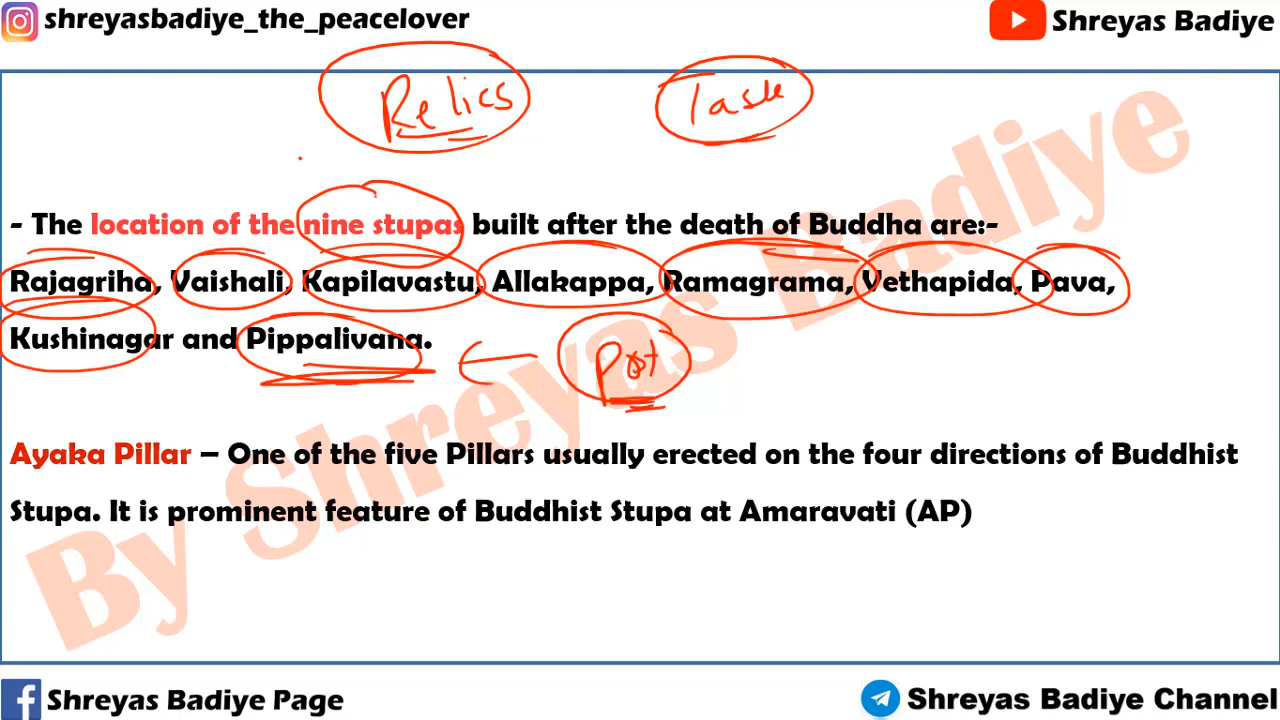 shreyasbadiye_the_peacelover
Shreyas Badiye
Relics
Task
- The location of the nine stupas built after the death of Buddha are:-
Rajagriha, Vaishali, Kapilavastu, Allakappa, Ramagrama, Vethapida, Pava,
Kushinagar and Pippalivana.
Pot
Ayaka Pillar – One of the five Pillars usually erected on the four directions of Buddhist
Stupa. It is prominent feature of Buddhist Stupa at Amaravati (AP)
By Shreyas Badiye
Shreyas Badiye Page
Shreyas Badiye Channel